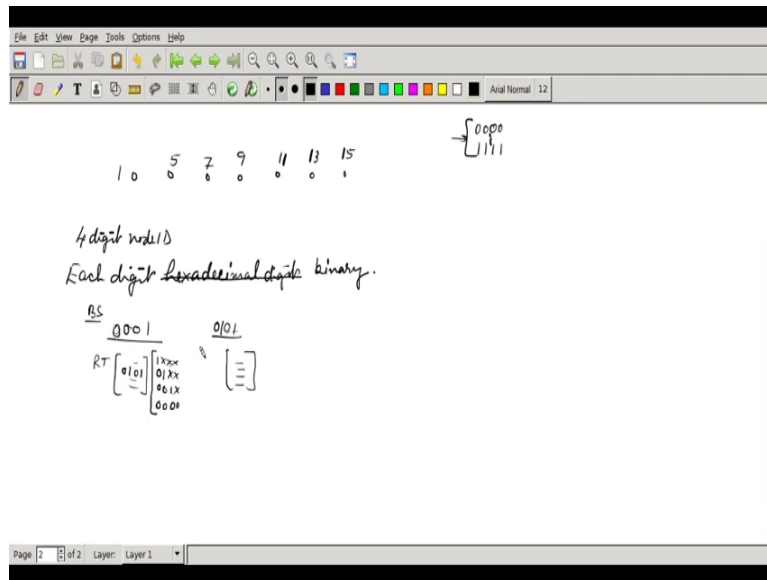 File Edit View Page Tools Options Help
T Arial Normal 12
0000
1111
5 7 9 11 13 15
1 0 0 0 0 0 0 1
4 digit node ID
Each digit hexadecimal digit binary.
BS
0001 0101
RT 0101 1xxx
01xx
001x
0000
Page 2 of 2 Layer: Layer 1